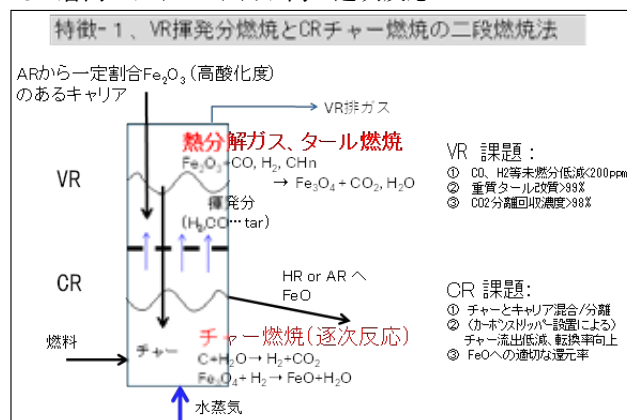 特徴-1、VR揮発分燃焼とCRチャー燃焼の二段燃焼法
ARから一定割合Fe₂O₃(高酸化度)
のあるキャリア
VR排ガス
熱分解ガス、タール燃焼
Fe₂O₃+CO, H₂, CHn
→ Fe₃O₄+CO₂, H₂O
VR
揮発分
(H₂,CO…tar)
VR 課題:
① CO、H2等未燃分低減<200ppm
② 重質タール改質>99%
③ CO2分離回収濃度>98%
CR
HR or AR へ
FeO
チャー燃焼(逐次反応)
燃料
チャー
C+H₂O→ H₂+CO₂
Fe₃O₄+H₂→ FeO+H₂O
水蒸気
CR 課題:
① チャーとキャリア混合/分離
② (カーボンストリッパー設置による)
チャー流出低減、転換率向上
③ FeOへの適切な還元率